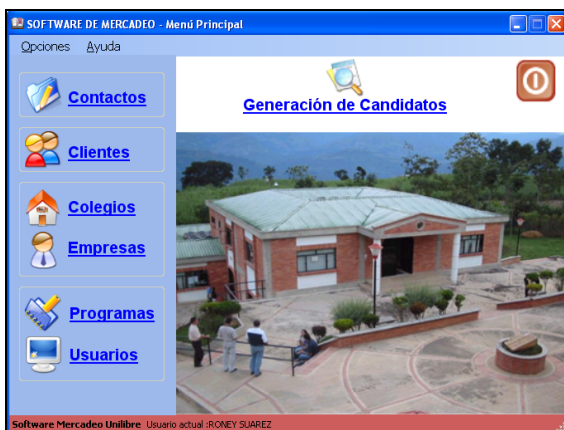 SOFTWARE DE MERCADEO - Menú Principal
Opciones Ayuda
Contactos
Generación de Candidatos
Clientes
Colegios
Empresas
Programas
Usuarios
Software Mercadeo Unilibre Usuario actual :RONEY SUAREZ